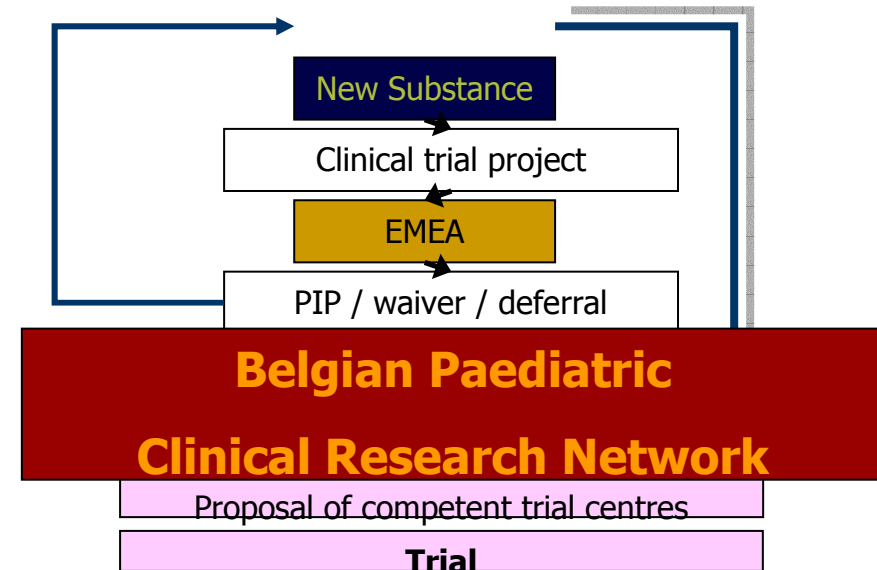 New Substance
Clinical trial project
EMEA
PIP / waiver / deferral
Belgian Paediatric
Clinical Research Network
Proposal of competent trial centres
Trial